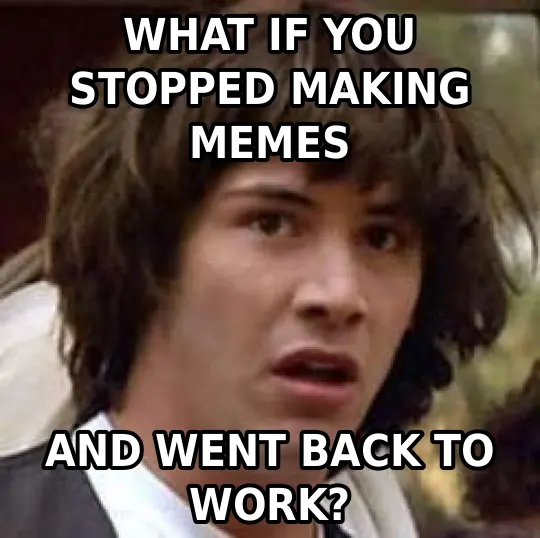 WHAT IF YOU
STOPPED MAKING
MEMES
AND WENT BACK TO
WORK?